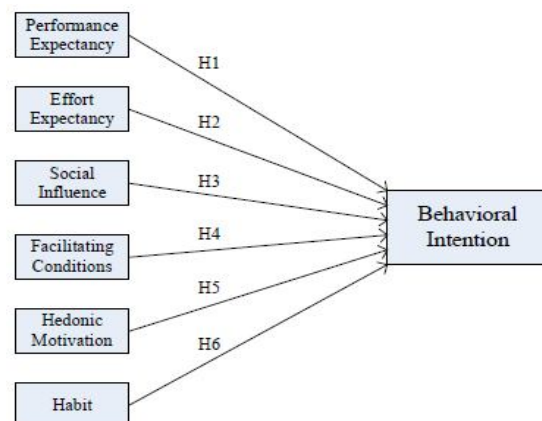 Performance
Expectancy
H1
Effort
Expectancy
H2
Social
Influence
H3
Behavioral
Intention
Facilitating
Conditions
H4
Hedonic
Motivation
H5
Habit
H6